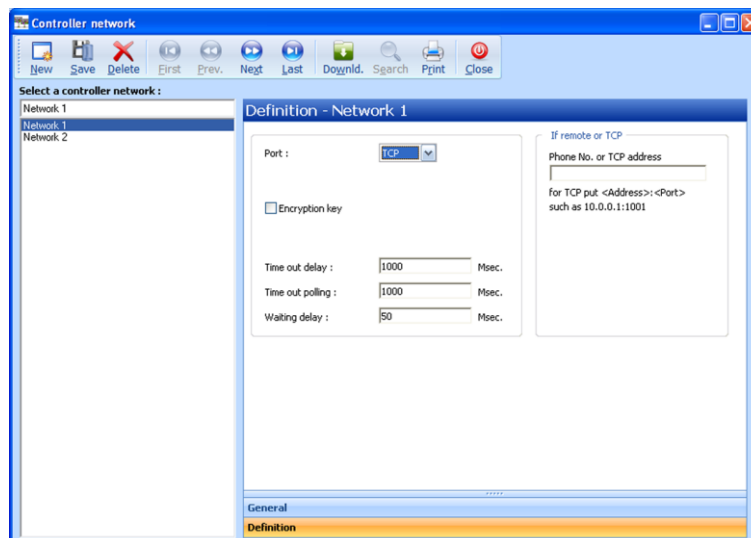 Controller network
New Save Delete First Prev. Next Last Downld. Search Print Close
Select a controller network :
Network 1
Network 1
Network 2
Definition - Network 1
Port :
TCP
Encryption key
Time out delay :
1000
Msec.
Time out polling :
1000
Msec.
Waiting delay :
50
Msec.
If remote or TCP
Phone No. or TCP address
for TCP put <Address>:<Port>
such as 10.0.0.1:1001
General
Definition